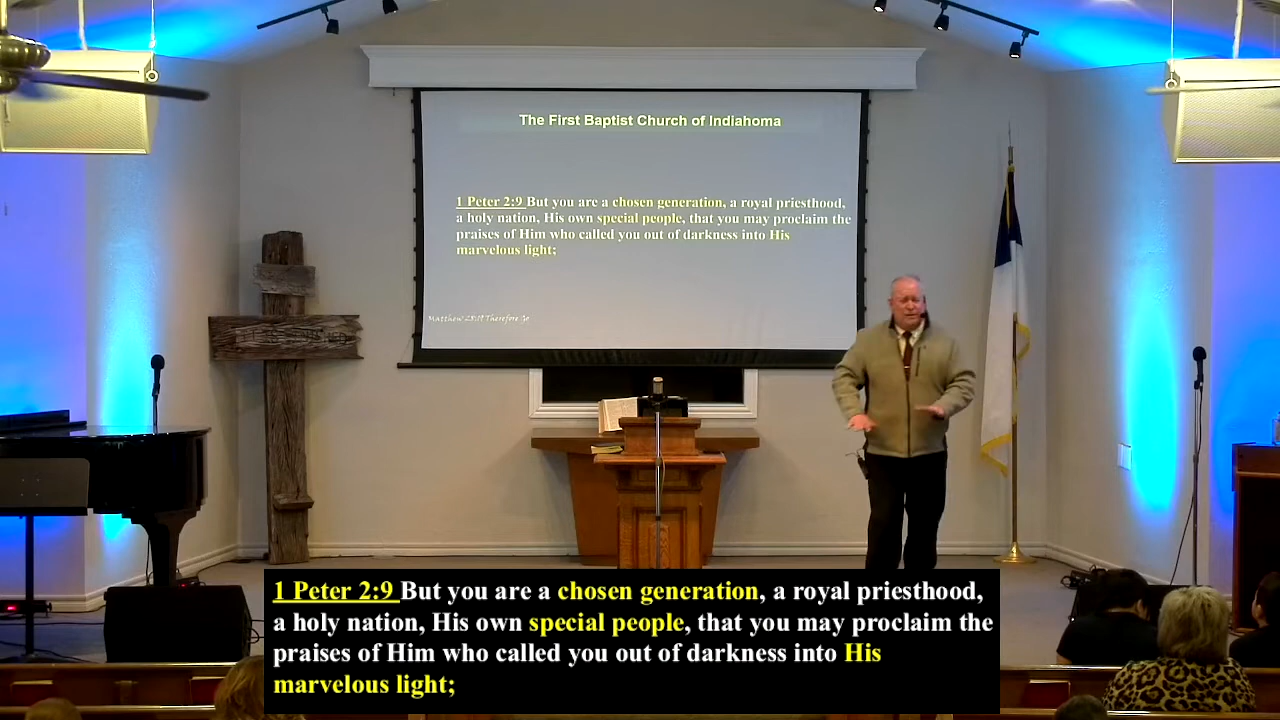 The First Baptist Church of Indiahoma
1 Peter 2:9 But you are a chosen generation, a royal priesthood,
a holy nation, His own special people, that you may proclaim the
praises of Him who called you out of darkness into His
marvelous light;
1 Peter 2:9 But you are a chosen generation, a royal priesthood,
a holy nation, His own special people, that you may proclaim the
praises of Him who called you out of darkness into His
marvelous light;